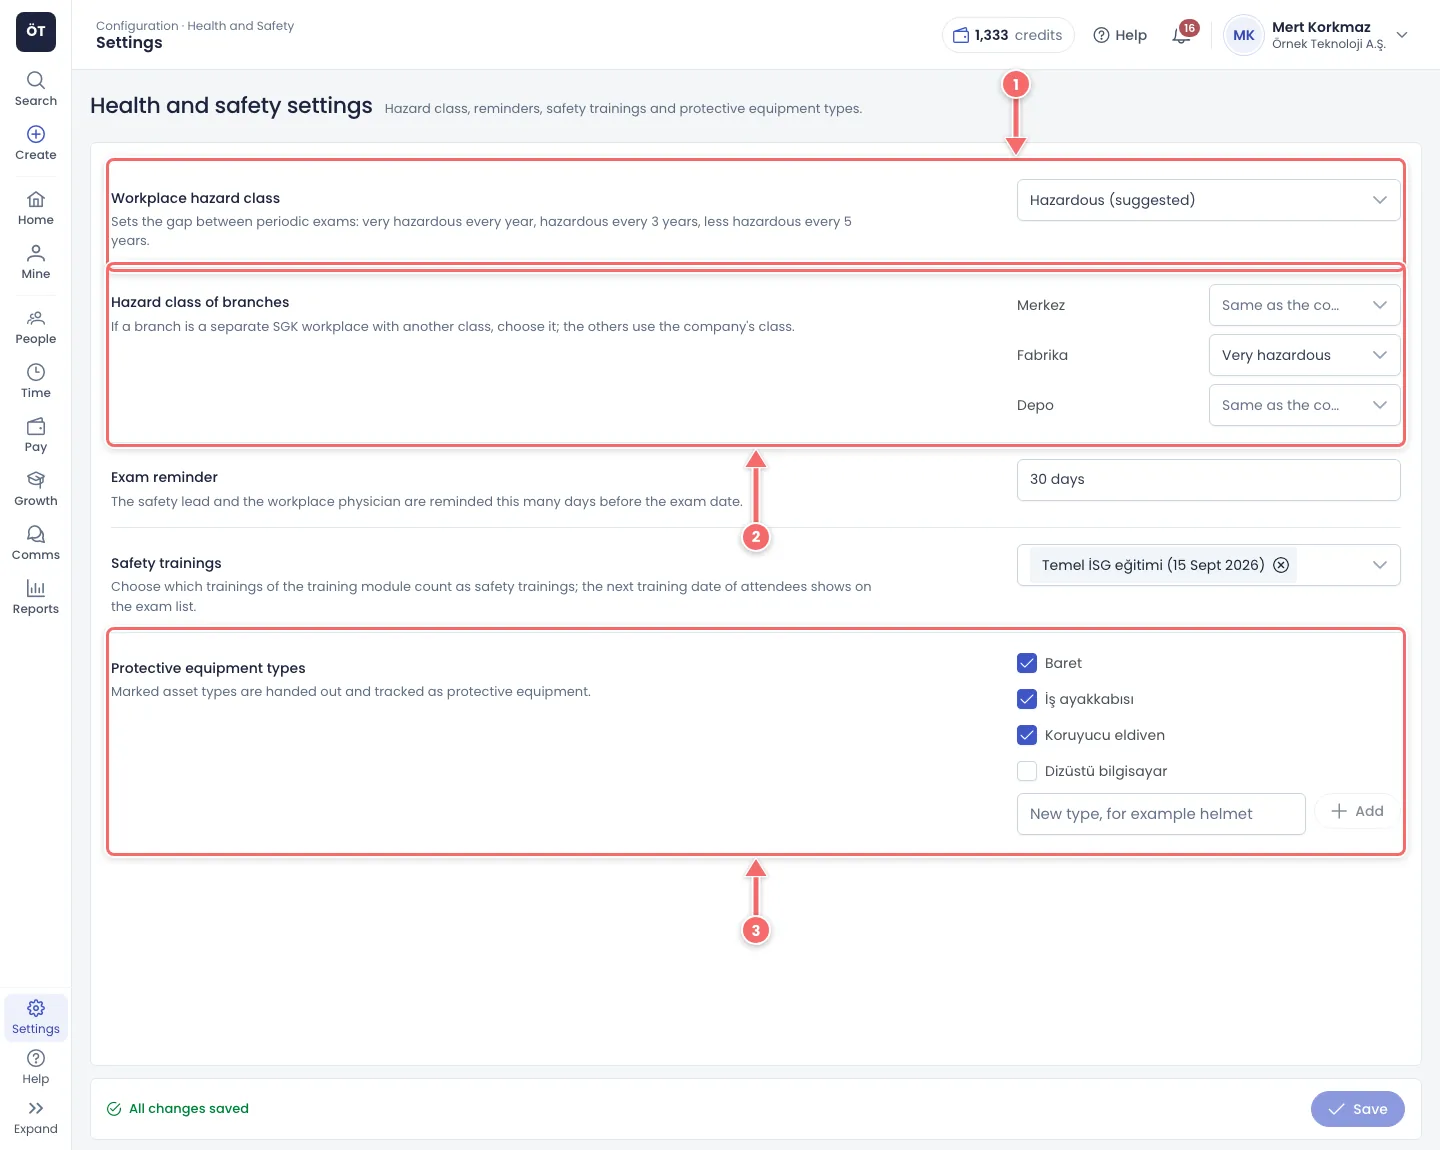 ÖT
Configuration · Health and Safety
Settings
1,333 credits
Help
16
MK
Mert Korkmaz
Örnek Teknoloji A.Ş.
Search
Create
Home
Mine
People
Time
Pay
Growth
Comms
Reports
Settings
Help
Expand
Health and safety settings
Hazard class, reminders, safety trainings and protective equipment types.
1
Workplace hazard class
Sets the gap between periodic exams: very hazardous every year, hazardous every 3 years, less hazardous every 5
years.
Hazardous (suggested)
Hazard class of branches
If a branch is a separate SGK workplace with another class, choose it; the others use the company's class.
Merkez
Same as the co...
Fabrika
Very hazardous
Depo
Same as the co...
Exam reminder
The safety lead and the workplace physician are reminded this many days before the exam date.
30 days
2
Safety trainings
Choose which trainings of the training module count as safety trainings; the next training date of attendees shows on
the exam list.
Temel İSG eğitimi (15 Sept 2026)
Protective equipment types
Marked asset types are handed out and tracked as protective equipment.
Baret
İş ayakkabısı
Koruyucu eldiven
Dizüstü bilgisayar
New type, for example helmet
Add
3
All changes saved
Save